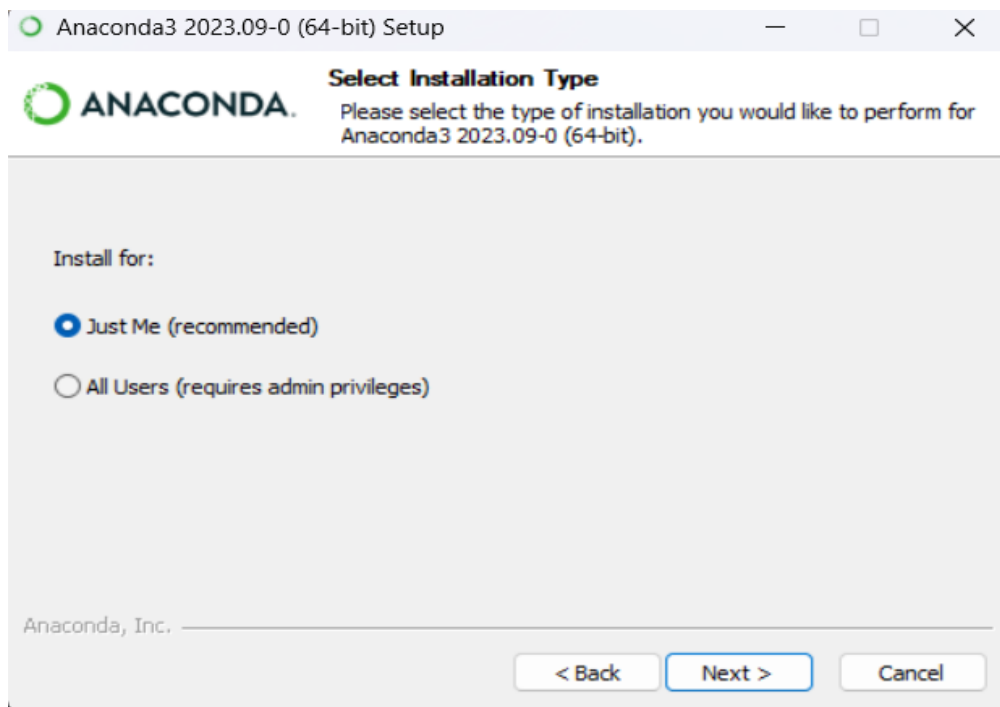 Anaconda3 2023.09-0 (64-bit) Setup
ANACONDA.
Select Installation Type
Please select the type of installation you would like to perform for
Anaconda3 2023.09-0 (64-bit).
Install for:
Just Me (recommended)
All Users (requires admin privileges)
Anaconda, Inc.
< Back Next > Cancel